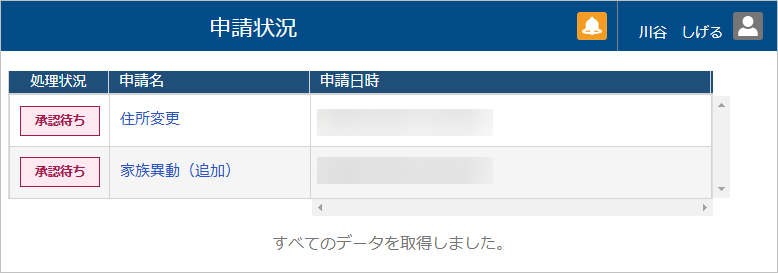 申請状況
川谷　しげる
処理状況 申請名 申請日時
承認待ち 住所変更
承認待ち 家族異動（追加）
すべてのデータを取得しました。